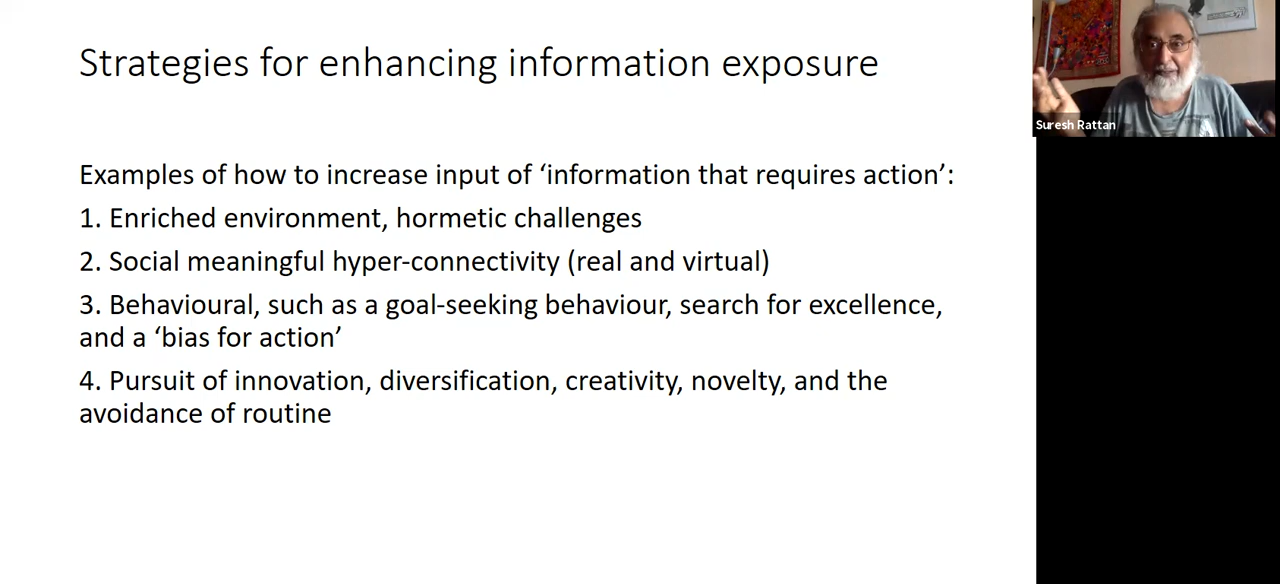 Strategies for enhancing information exposure
Suresh Rattan
Examples of how to increase input of ‘information that requires action’:
1. Enriched environment, hormetic challenges
2. Social meaningful hyper-connectivity (real and virtual)
3. Behavioural, such as a goal-seeking behaviour, search for excellence,
and a ‘bias for action’
4. Pursuit of innovation, diversification, creativity, novelty, and the
avoidance of routine